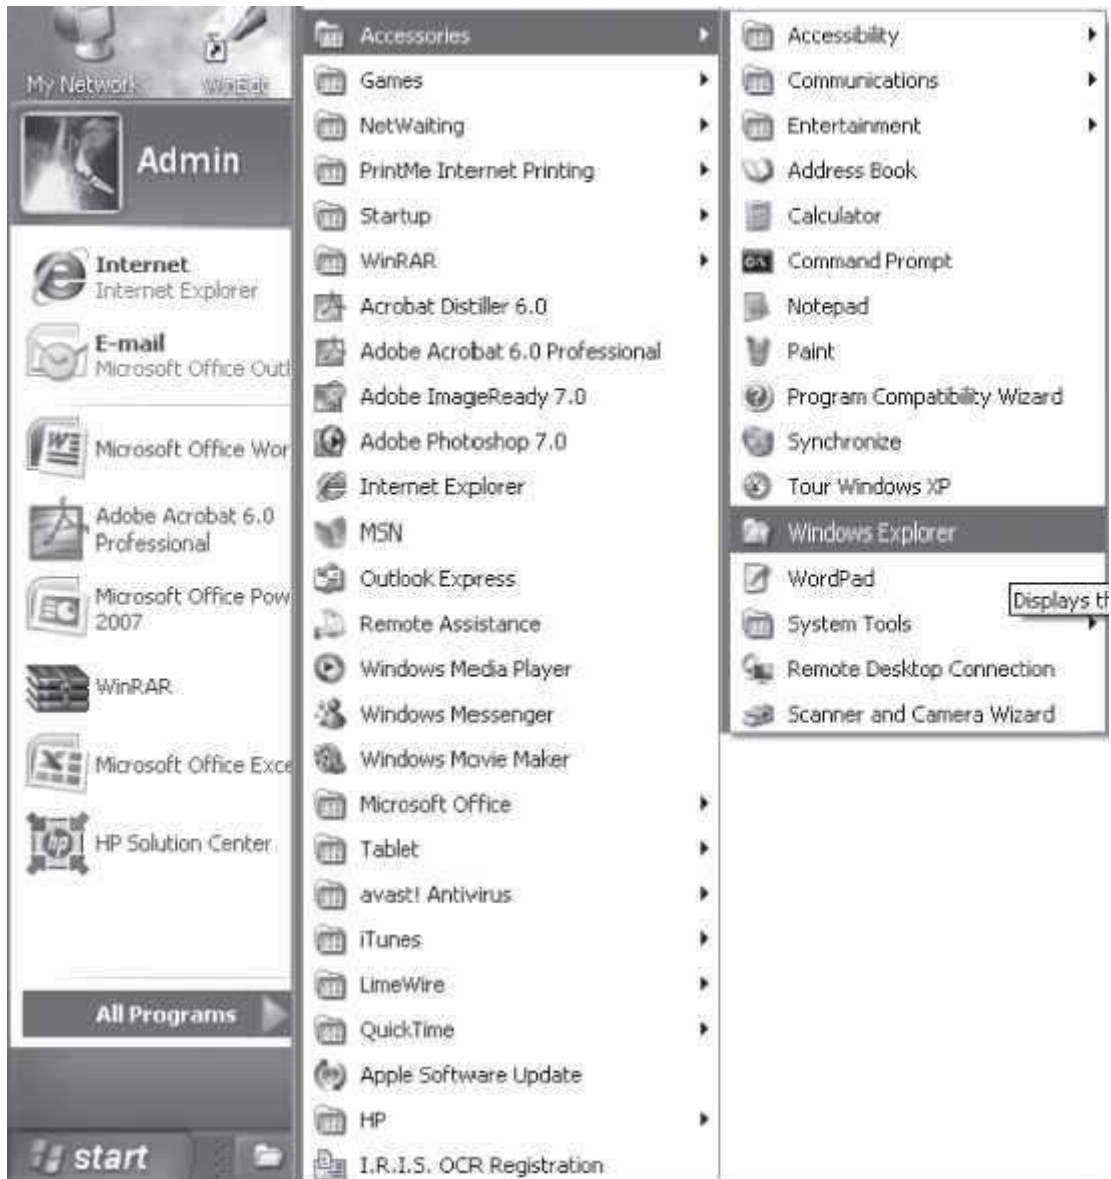 My Network
WinEdt
Admin
Internet
Internet Explorer
E-mail
Microsoft Office Outl
Microsoft Office Wor
Adobe Acrobat 6.0
Professional
Microsoft Office Pow
2007
WinRAR
Microsoft Office Exce
HP Solution Center
All Programs
start
Accessories
Games
NetWaiting
PrintMe Internet Printing
Startup
WinRAR
Acrobat Distiller 6.0
Adobe Acrobat 6.0 Professional
Adobe ImageReady 7.0
Adobe Photoshop 7.0
Internet Explorer
MSN
Outlook Express
Remote Assistance
Windows Media Player
Windows Messenger
Windows Movie Maker
Microsoft Office
Tablet
avast! Antivirus
iTunes
LimeWire
QuickTime
Apple Software Update
HP
I.R.I.S. OCR Registration
Accessibility
Communications
Entertainment
Address Book
Calculator
Command Prompt
Notepad
Paint
Program Compatibility Wizard
Synchronize
Tour Windows XP
Windows Explorer
WordPad
Displays th
System Tools
Remote Desktop Connection
Scanner and Camera Wizard